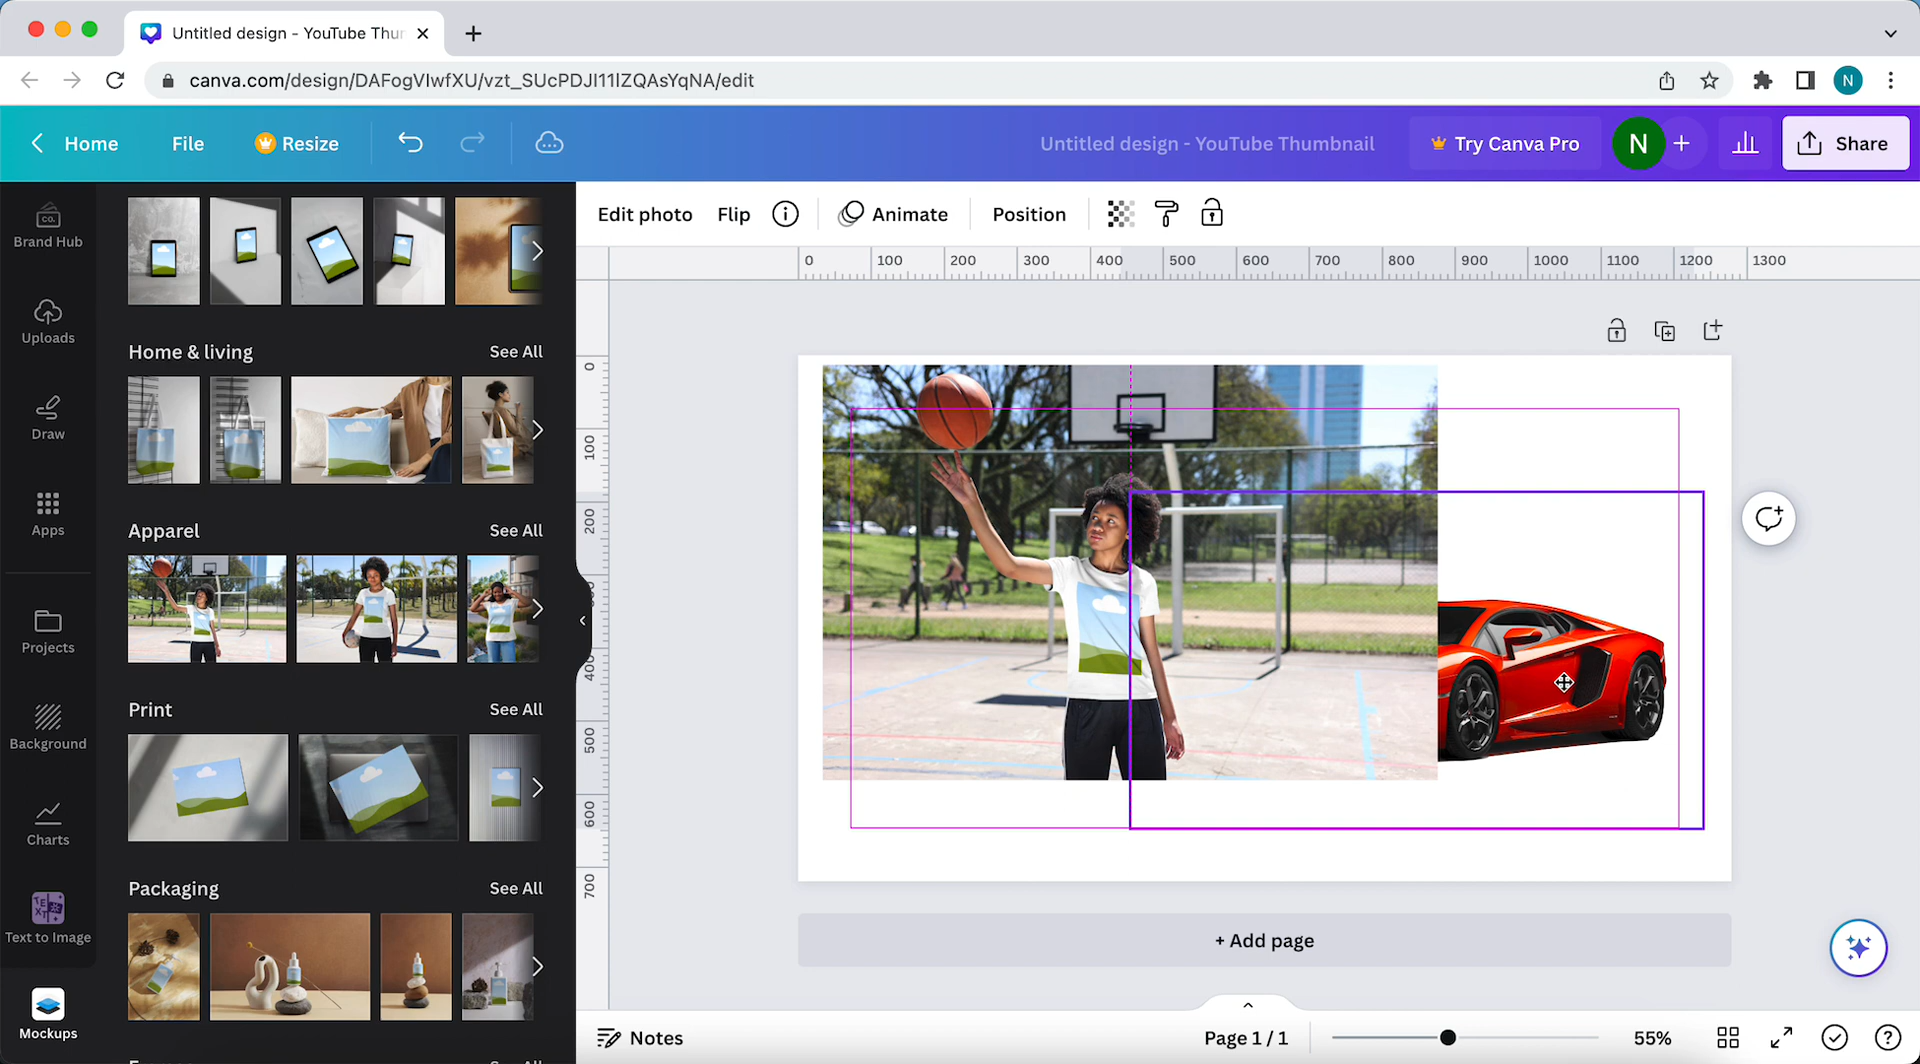 Untitled design - YouTube Thur
canva.com/design/DAFogVIwfXU/vzt_SUcPDJI11IZQAsYqNA/edit
N
Home
File
Resize
Untitled design - YouTube Thumbnail
Try Canva Pro
N
Share
CO.
Brand Hub
Uploads
Draw
Apps
Projects
Background
Charts
TEXT
Text to Image
Mockups
Home & living
See All
Apparel
See All
Print
See All
Packaging
See All
Edit photo
Flip
Animate
Position
0 100 200 300 400 500 600 700 800 900 1000 1100 1200 1300
0
100
200
400
500
600
700
+ Add page
Notes
Page 1 / 1
55%